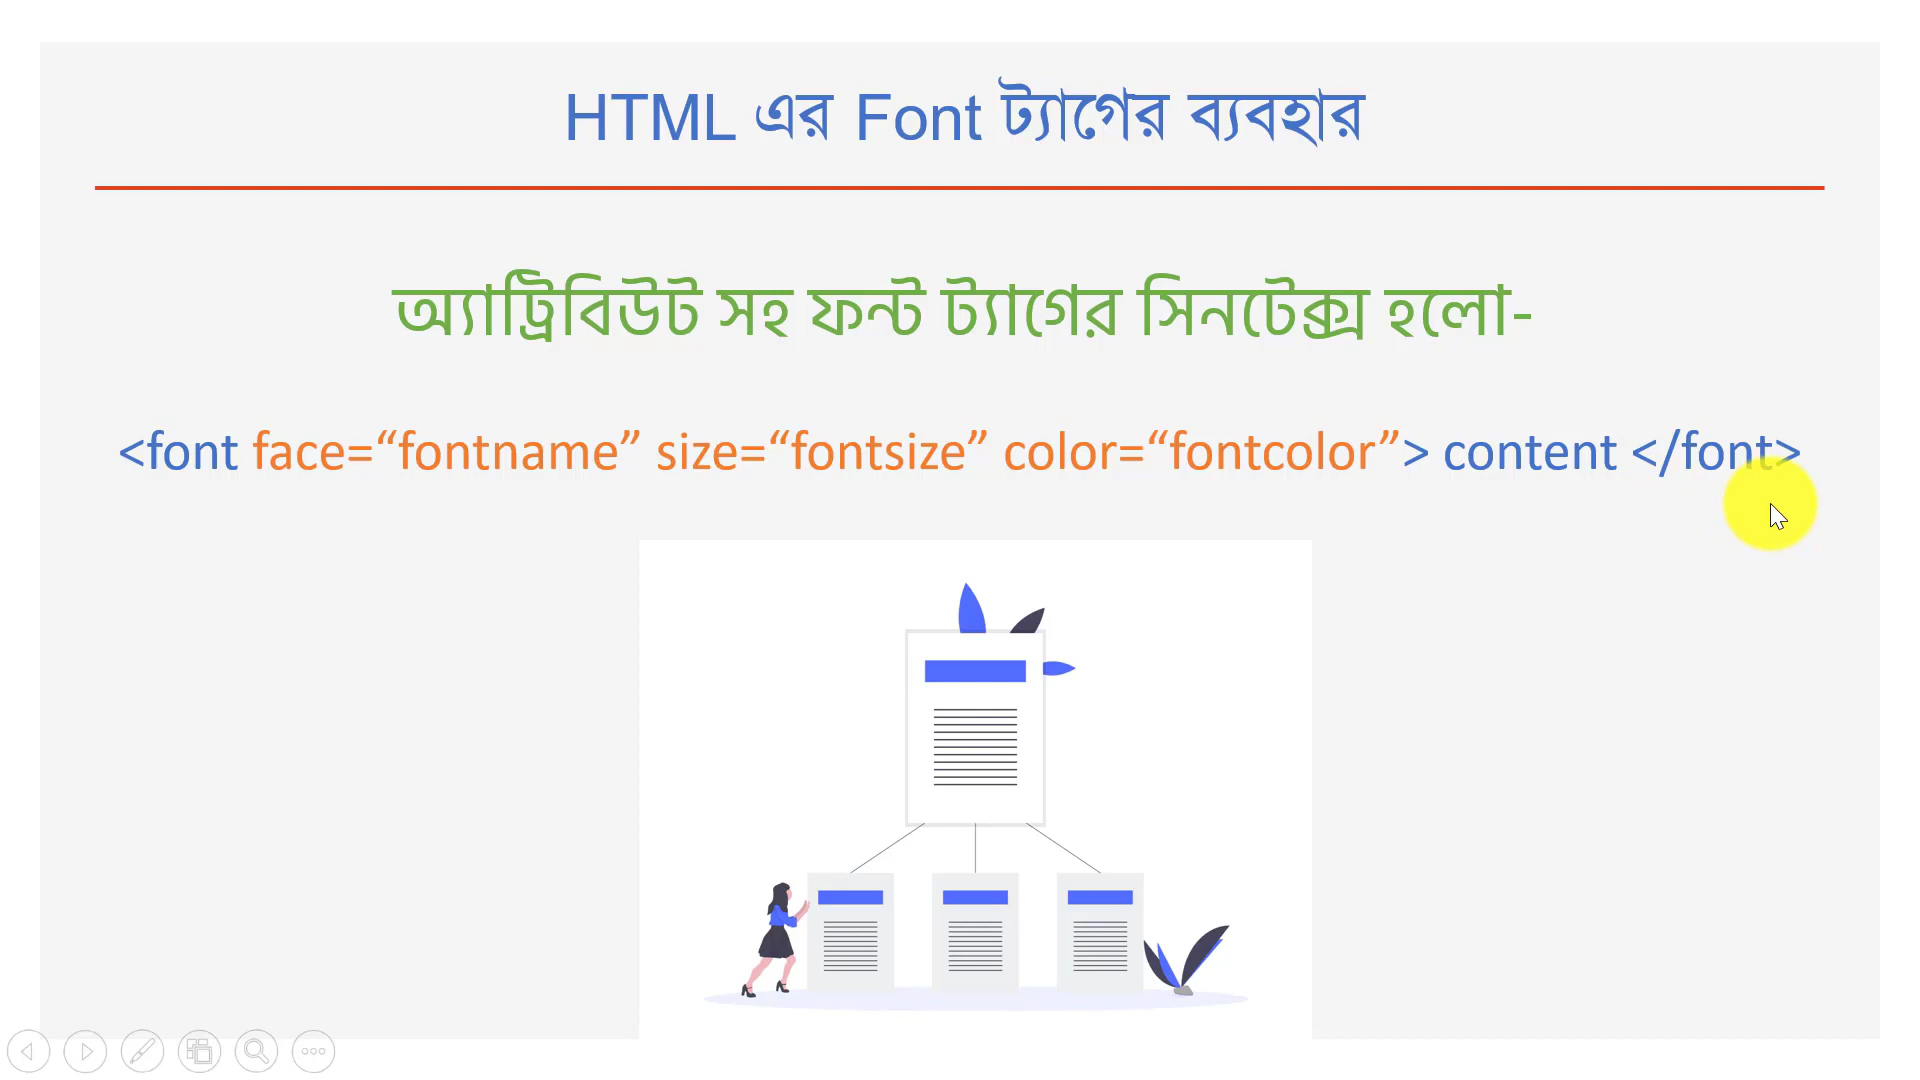 HTML এর Font ট্যাগের ব্যবহার
অ্যাট্রিবিউট সহ ফন্ট ট্যাগের সিনটেক্স হলো-
<font face=“fontname” size=“fontsize” color=“fontcolor”> content </font>